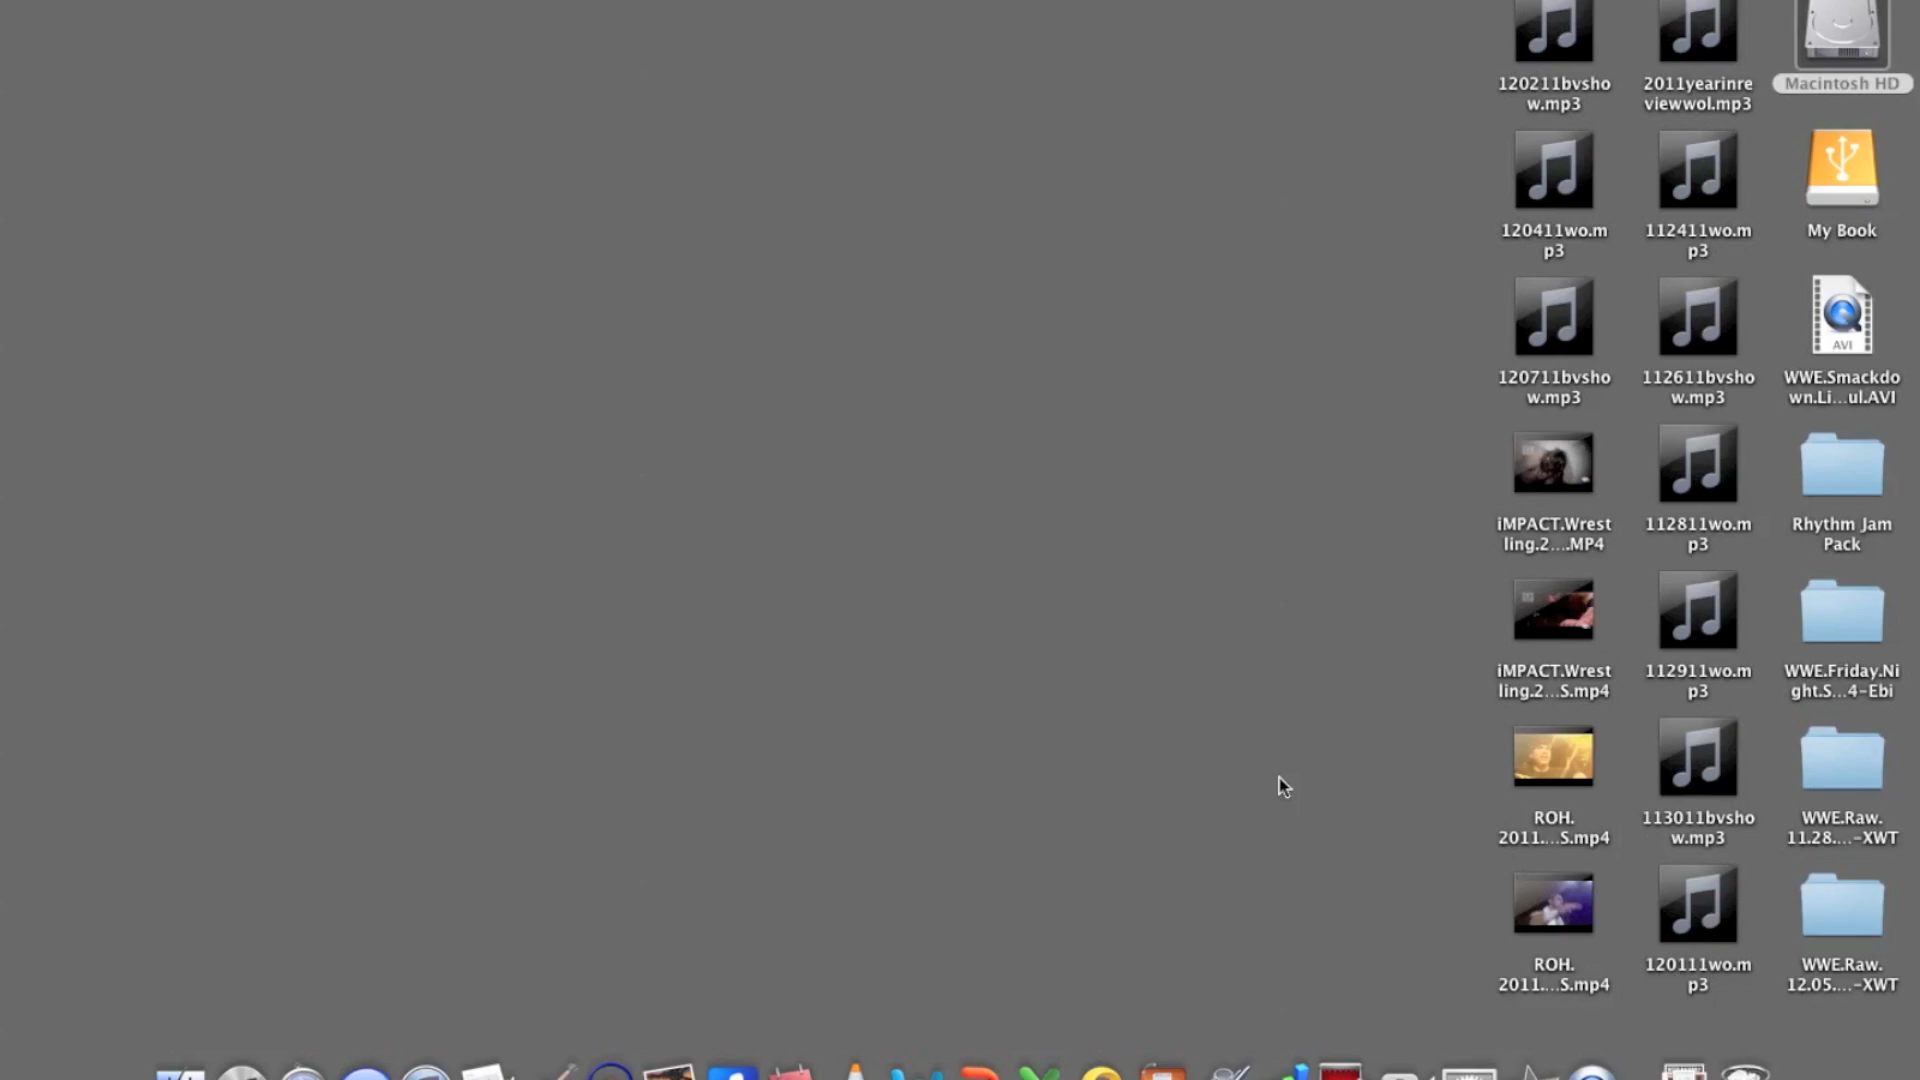 120211bvsho
w.mp3
2011yearinre
viewwol.mp3
Macintosh HD
120411wo.m
p3
112411wo.m
p3
My Book
120711bvsho
w.mp3
112611bvsho
w.mp3
AVI
WWE.Smackdo
wn.Li...ul.AVI
iMPACT.Wrest
ling.2....MP4
112811wo.m
p3
Rhythm Jam
Pack
iMPACT.Wrest
ling.2...S.mp4
112911wo.m
p3
WWE.Friday.Ni
ght.S...4-Ebi
ROH.
2011....S.mp4
113011bvsho
w.mp3
WWE.Raw.
11.28....-XWT
ROH.
2011....S.mp4
120111wo.m
p3
WWE.Raw.
12.05....-XWT